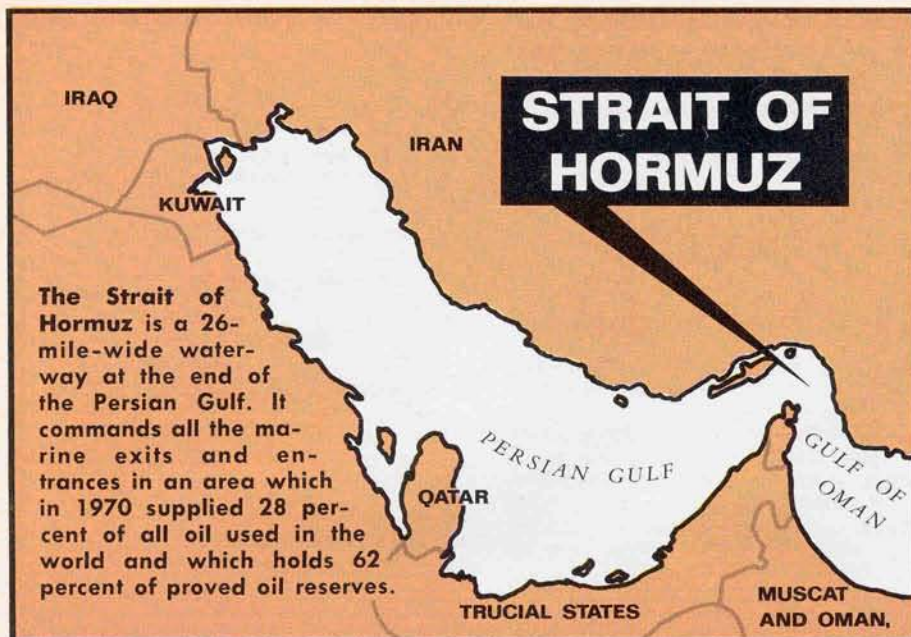 IRAQ
IRAN
STRAIT OF
HORMUZ
KUWAIT
The Strait of
Hormuz is a 26-
mile-wide water-
way at the end of
the Persian Gulf. It
commands all the ma-
rine exits and en-
trances in an area which
in 1970 supplied 28 per-
cent of all oil used in the
world and which holds 62
percent of proved oil reserves.
PERSIAN GULF
QATAR
GULF OF
OMAN
TRUCIAL STATES
MUSCAT
AND OMAN,